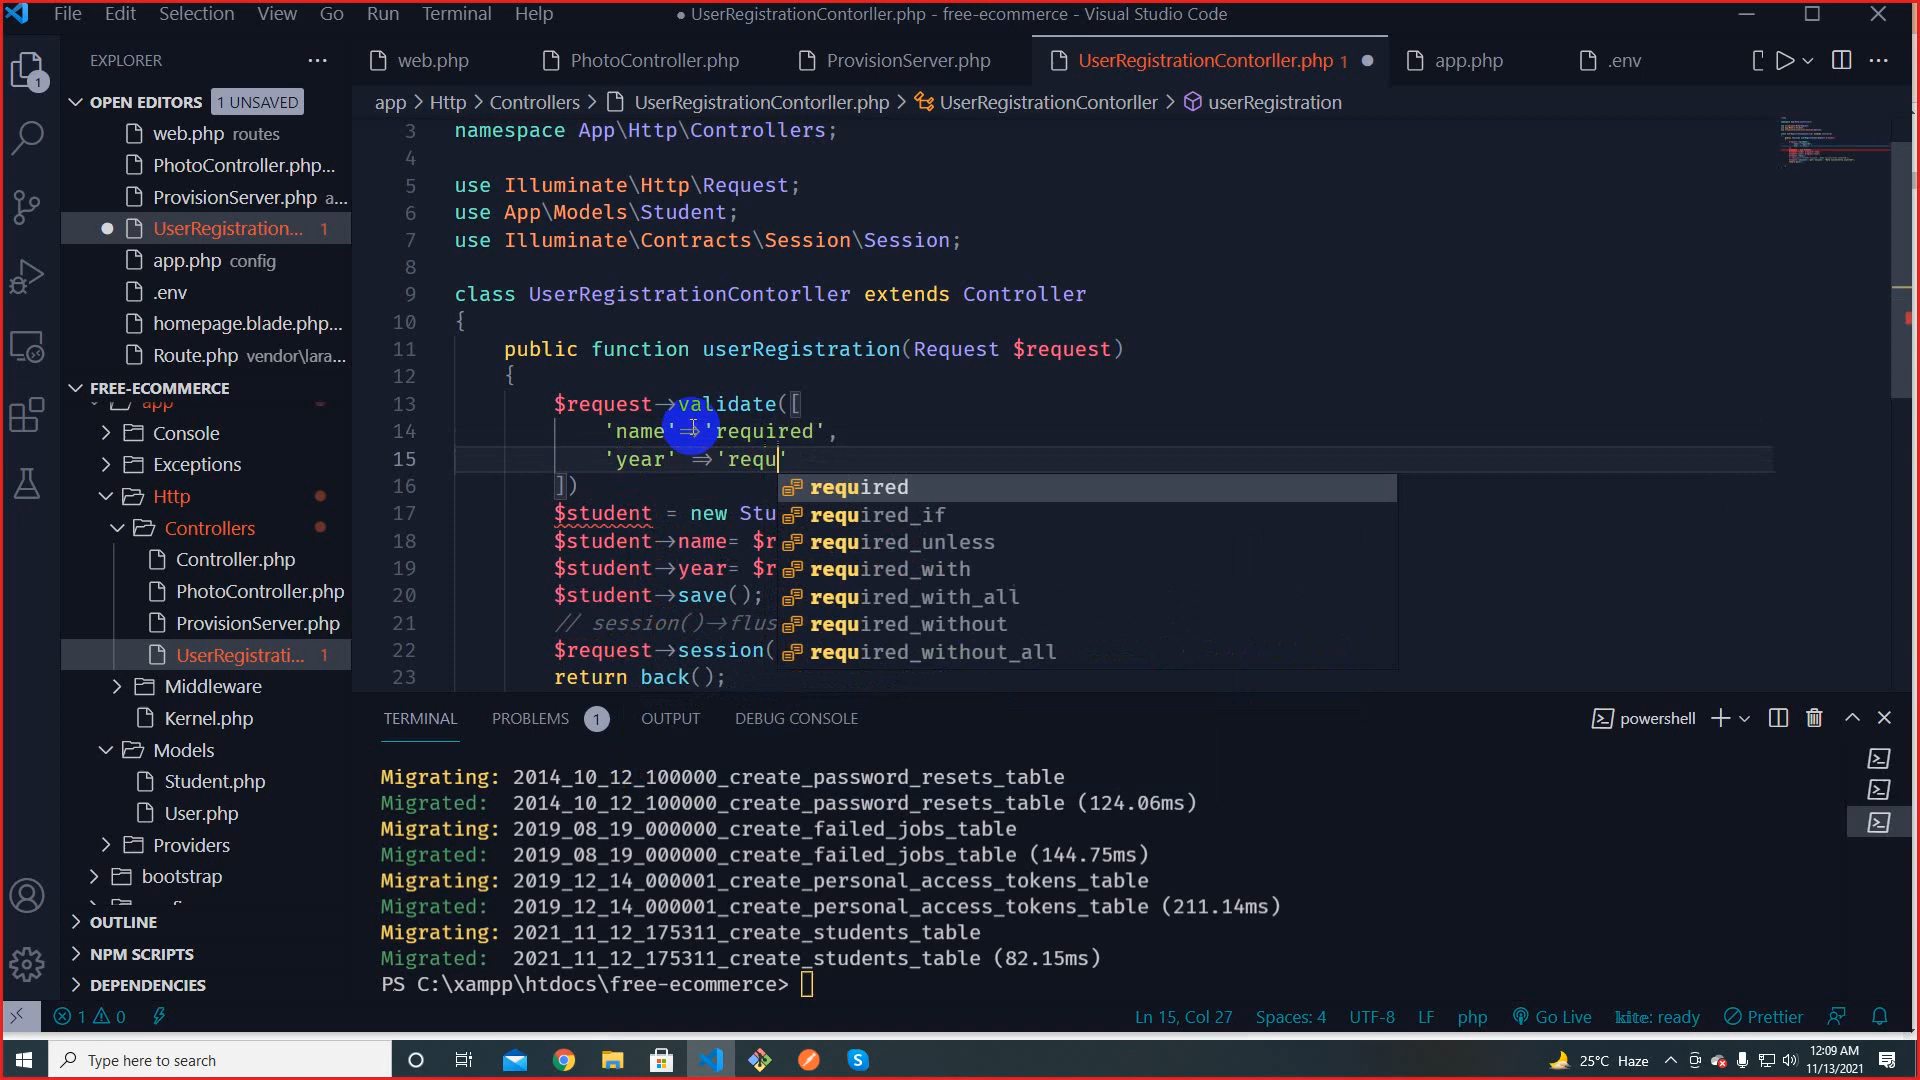 File Edit Selection View Go Run Terminal Help ● UserRegistrationContorller.php - free-ecommerce - Visual Studio Code
EXPLORER
web.php PhotoController.php ProvisionServer.php UserRegistrationContorller.php 1 app.php .env
OPEN EDITORS 1 UNSAVED
app > Http > Controllers > UserRegistrationContorller.php > UserRegistrationContorller > userRegistration
web.php routes
PhotoController.php...
ProvisionServer.php a...
UserRegistration... 1
app.php config
.env
homepage.blade.php...
Route.php vendor\lara...
FREE-ECOMMERCE
app
Console
Exceptions
Http
Controllers
Controller.php
PhotoController.php
ProvisionServer.php
UserRegistrati... 1
Middleware
Kernel.php
Models
Student.php
User.php
Providers
bootstrap
OUTLINE
NPM SCRIPTS
DEPENDENCIES
1
3 namespace App\Http\Controllers;
4
5 use Illuminate\Http\Request;
6 use App\Models\Student;
7 use Illuminate\Contracts\Session\Session;
8
9 class UserRegistrationContorller extends Controller
10 {
11 public function userRegistration(Request $request)
12 {
13 $request->validate([
14 'name'=>'required',
15 'year' =>'requ'
16 ])
17 $student = new Stu
18 $student->name= $r
19 $student->year= $r
20 $student->save();
21 // session()->flus
22 $request->session(
23 return back();
required
required_if
required_unless
required_with
required_with_all
required_without
required_without_all
TERMINAL PROBLEMS 1 OUTPUT DEBUG CONSOLE powershell
Migrating: 2014_10_12_100000_create_password_resets_table
Migrated: 2014_10_12_100000_create_password_resets_table (124.06ms)
Migrating: 2019_08_19_000000_create_failed_jobs_table
Migrated: 2019_08_19_000000_create_failed_jobs_table (144.75ms)
Migrating: 2019_12_14_000001_create_personal_access_tokens_table
Migrated: 2019_12_14_000001_create_personal_access_tokens_table (211.14ms)
Migrating: 2021_11_12_175311_create_students_table
Migrated: 2021_11_12_175311_create_students_table (82.15ms)
PS C:\xampp\htdocs\free-ecommerce>
1 0 Ln 15, Col 27 Spaces: 4 UTF-8 LF php Go Live kite: ready Prettier
Type here to search 25°C Haze 12:09 AM
11/13/2021